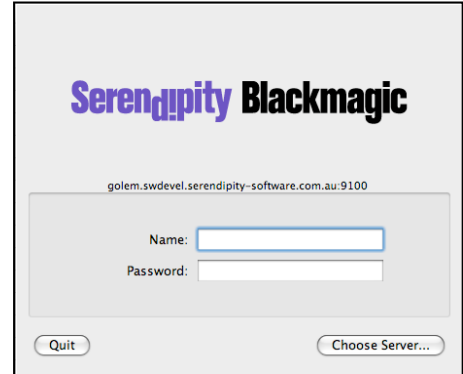 Serendipity Blackmagic
golem.swdevel.serendipity-software.com.au:9100
Name:
Password:
Quit Choose Server...